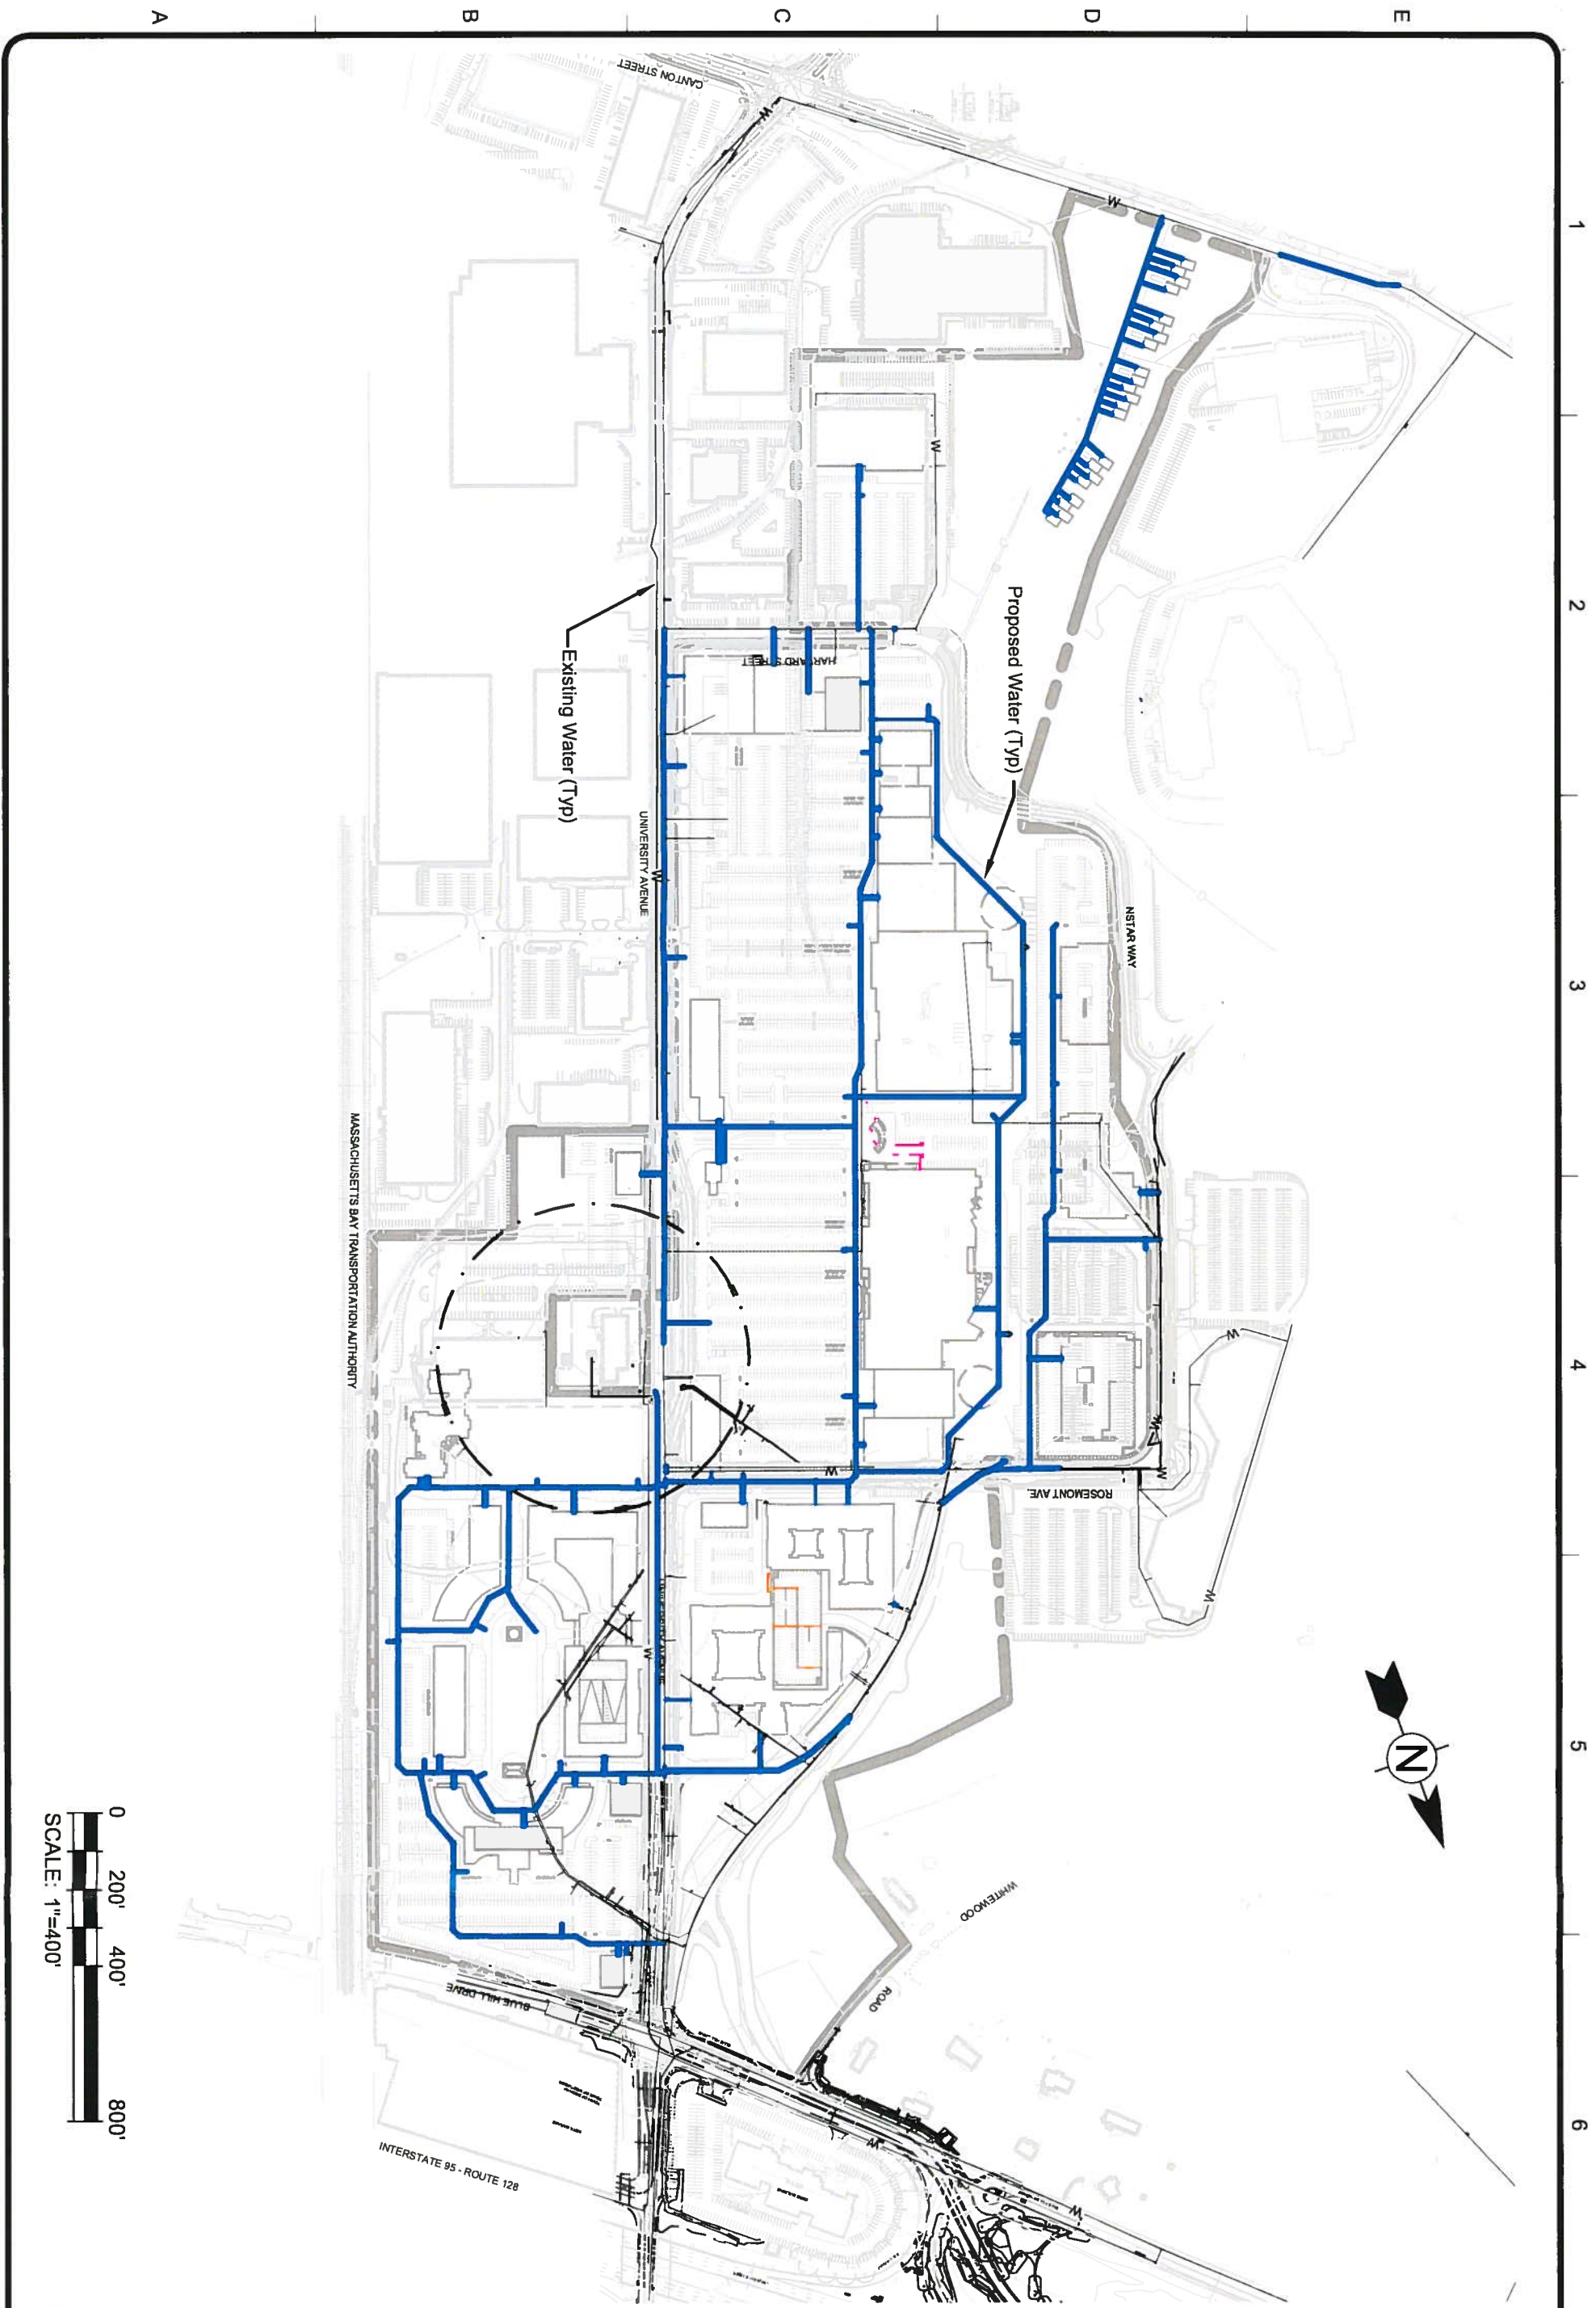 A
B
C
D
E
1
2
3
4
5
6
CANTON STREET
W
W
W
Proposed Water (Typ)
Existing Water (Typ)
HARVARD STREET
UNIVERSITY AVENUE
W
NSTAR WAY
MASSACHUSETTS BAY TRANSPORTATION AUTHORITY
W
W
W
W
ROSEMONT AVE.
W
UNIVERSITY AVENUE
W
N
WHITEWOOD
ROAD
BLUE HILL DRIVE
W
W
W
INTERSTATE 95 - ROUTE 128
0 200' 400' 800'
SCALE: 1"=400'